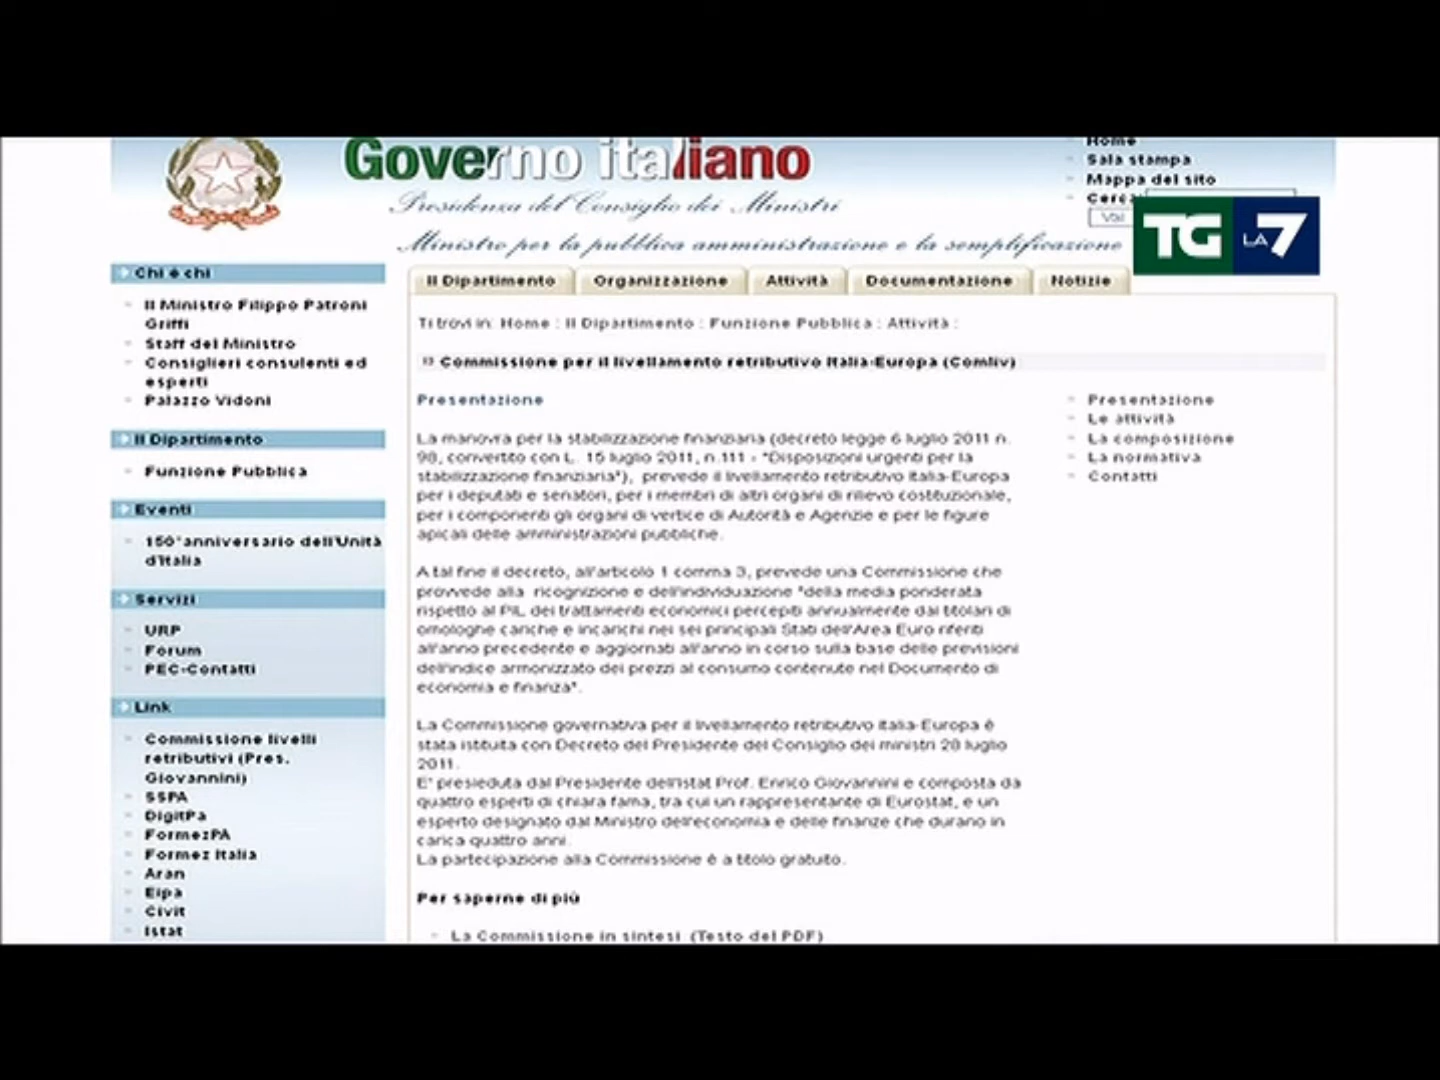 Governo italiano
Presidenza del Consiglio dei Ministri
Ministro per la pubblica amministrazione e la semplificazione
Home
Sala stampa
Mappa del sito
Cerca
Vai
TG LA7
Chi è chi
Il Ministro Filippo Patroni
Griffi
Staff del Ministro
Consiglieri consulenti ed
esperti
Palazzo Vidoni
Il Dipartimento
Funzione Pubblica
Eventi
150°anniversario dell'Unità
d'Italia
Servizi
URP
Forum
PEC-Contatti
Link
Commissione livelli
retributivi (Pres.
Giovannini)
SSPA
DigitPa
FormezPA
Formez Italia
Aran
Eipa
Civit
Istat
Il Dipartimento Organizzazione Attività Documentazione Notizie
Ti trovi in: Home : Il Dipartimento : Funzione Pubblica : Attività :
Commissione per il livellamento retributivo Italia-Europa (Comliv)
Presentazione
La manovra per la stabilizzazione finanziaria (decreto legge 6 luglio 2011 n.
98, convertito con L. 15 luglio 2011, n.111 - "Disposizioni urgenti per la
stabilizzazione finanziaria"), prevede il livellamento retributivo Italia-Europa
per i deputati e senatori, per i membri di altri organi di rilievo costituzionale,
per i componenti gli organi di vertice di Autorità e Agenzie e per le figure
apicali delle amministrazioni pubbliche.
A tal fine il decreto, all'articolo 1 comma 3, prevede una Commissione che
provvede alla ricognizione e dell'individuazione "della media ponderata
rispetto al PIL dei trattamenti economici percepiti annualmente dai titolari di
omologhe cariche e incarichi nei sei principali Stati dell'Area Euro riferiti
all'anno precedente e aggiornati all'anno in corso sulla base delle previsioni
dell'indice armonizzato dei prezzi al consumo contenute nel Documento di
economia e finanza".
La Commissione governativa per il livellamento retributivo Italia-Europa è
stata istituita con Decreto del Presidente del Consiglio dei ministri 28 luglio
2011.
E' presieduta dal Presidente dell'Istat Prof. Enrico Giovannini e composta da
quattro esperti di chiara fama, tra cui un rappresentante di Eurostat, e un
esperto designato dal Ministro dell'economia e delle finanze che durano in
carica quattro anni.
La partecipazione alla Commissione è a titolo gratuito.
Per saperne di più
La Commissione in sintesi (Testo del PDF)
Presentazione
Le attività
La composizione
La normativa
Contatti